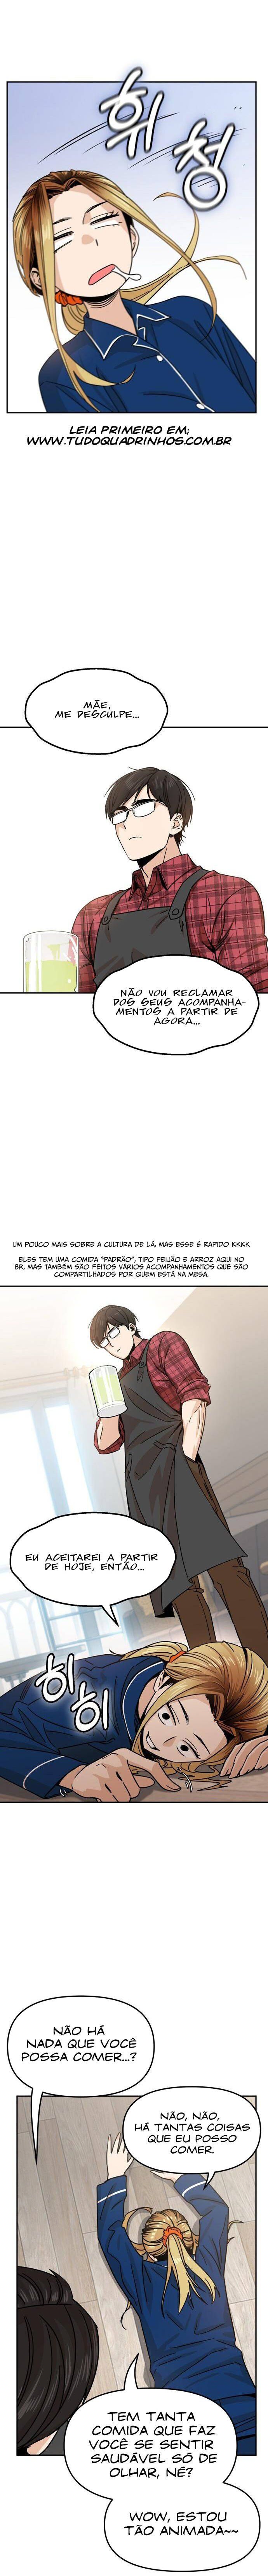 휘청
LEIA PRIMEIRO EM:
WWW.TUDOQUADRINHOS.COM.BR
MÃE,
ME DESCULPE...
NÃO VOU RECLAMAR
DOS SEUS ACOMPANHA-
MENTOS A PARTIR DE
AGORA...
UM POUCO MAIS SOBRE A CULTURA DE LÁ, MAS ESSE É RAPIDO KKKK
ELES TEM UMA COMIDA "PADRÃO", TIPO FEIJÃO E ARROZ AQUI NO
BR, MAS TAMBÉM SÃO FEITOS VÁRIOS ACOMPANHAMENTOS QUE SÃO
COMPARTILHADOS POR QUEM ESTÁ NA MESA.
EU ACEITAREI A PARTIR
DE HOJE, ENTÃO...
히히
NÃO HÁ
NADA QUE VOCÊ
POSSA COMER...?
NÃO, NÃO,
HÁ TANTAS COISAS
QUE EU POSSO
COMER.
TEM TANTA
COMIDA QUE FAZ
VOCÊ SE SENTIR
SAUDÁVEL SÓ DE
OLHAR, NÉ?
WOW, ESTOU
TÃO ANIMADA~~